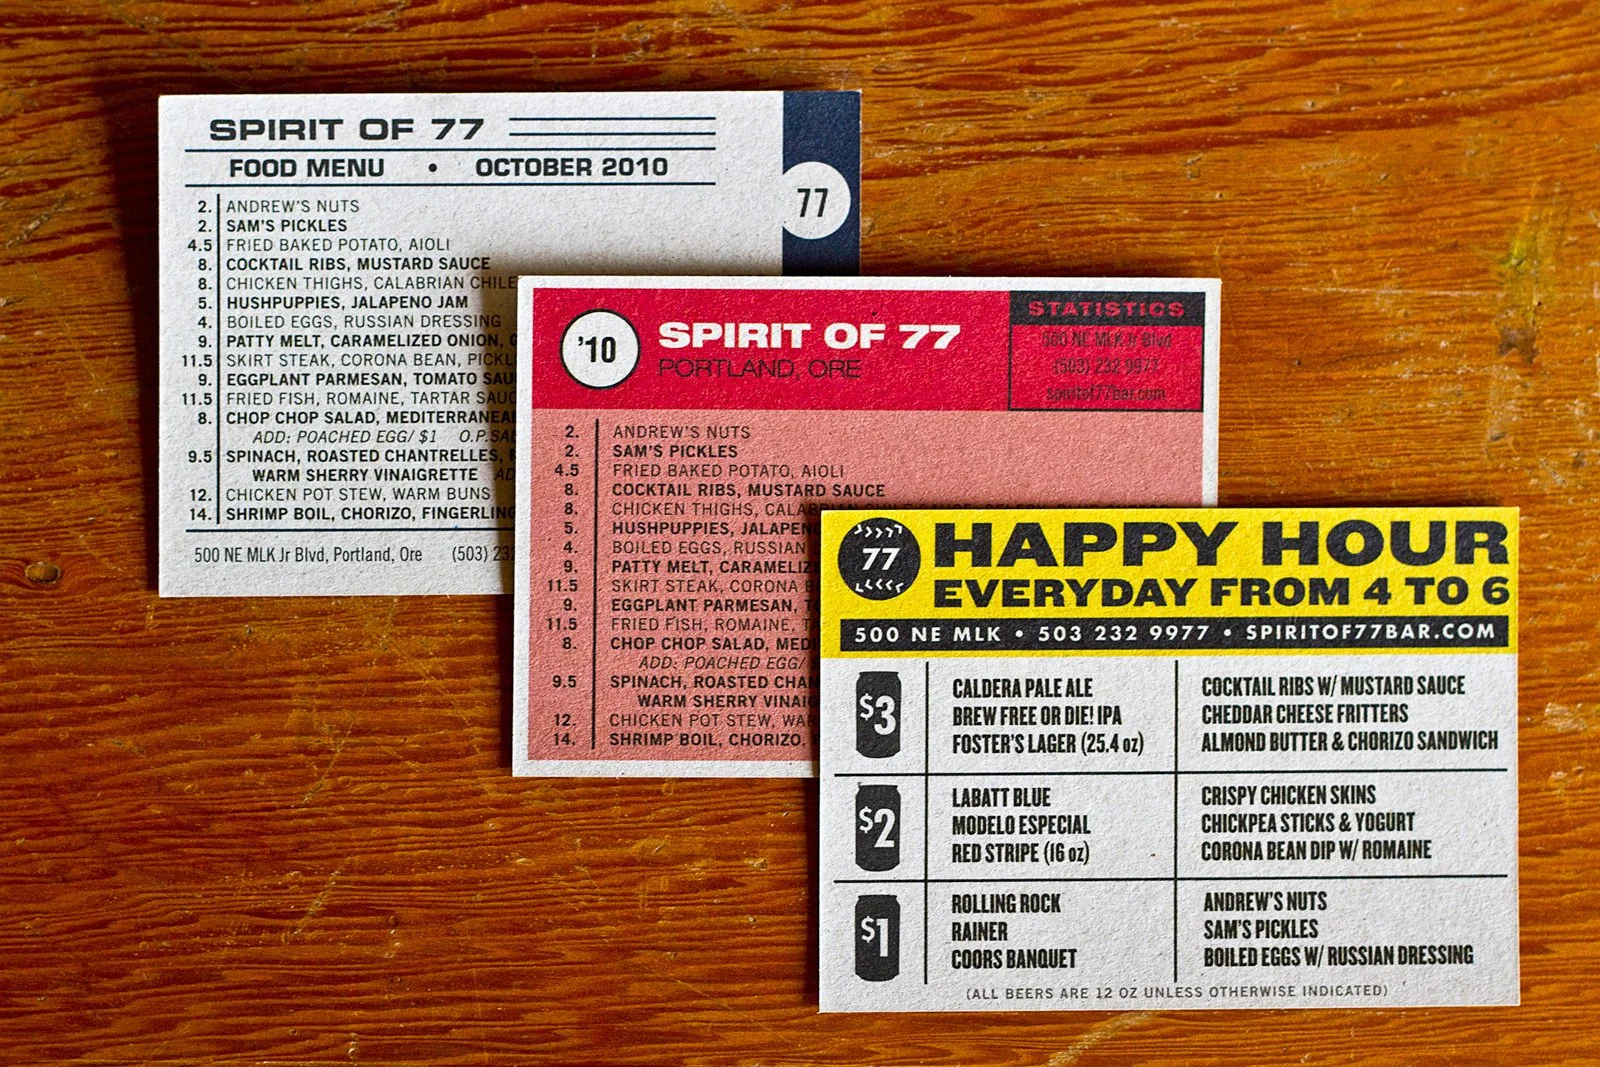 SPIRIT OF 77
FOOD MENU • OCTOBER 2010
77
2. ANDREW'S NUTS
2. SAM'S PICKLES
4.5 FRIED BAKED POTATO, AIOLI
8. COCKTAIL RIBS, MUSTARD SAUCE
8. CHICKEN THIGHS, CALABRIAN CHILE
5. HUSHPUPPIES, JALAPENO JAM
4. BOILED EGGS, RUSSIAN DRESSING
9. PATTY MELT, CARAMELIZED ONION,
11.5 SKIRT STEAK, CORONA BEAN,
9. EGGPLANT PARMESAN, TOMATO
11.5 FRIED FISH, ROMAINE, TARTAR
8. CHOP CHOP SALAD,
ADD: POACHED EGG/ $1 O.P.
9.5 SPINACH, ROASTED CHANTRELLES,
WARM SHERRY VINAIGRETTE
12. CHICKEN POT STEW, WARM BUNS
14. SHRIMP BOIL, CHORIZO,
500 NE MLK Jr Blvd, Portland, Ore (503)
'10
SPIRIT OF 77
PORTLAND, ORE
STATISTICS
500 NE MLK Jr Blvd
(503) 232 9977
spiritof77bar.com
2. ANDREW'S NUTS
2. SAM'S PICKLES
4.5 FRIED BAKED POTATO, AIOLI
8. COCKTAIL RIBS, MUSTARD SAUCE
8. CHICKEN THIGHS,
5. HUSHPUPPIES,
4. BOILED EGGS, RUSSIAN
9. PATTY MELT,
11.5 SKIRT STEAK, CORONA
9. EGGPLANT PARMESAN,
11.5 FRIED FISH, ROMAINE,
8. CHOP CHOP SALAD,
ADD: POACHED EGG/
9.5 SPINACH, ROASTED
WARM SHERRY
12. CHICKEN POT STEW,
14. SHRIMP BOIL, CHORIZO,
77
HAPPY HOUR
EVERYDAY FROM 4 TO 6
500 NE MLK • 503 232 9977 • SPIRITOF77BAR.COM
$3
CALDERA PALE ALE
BREW FREE OR DIE! IPA
FOSTER'S LAGER (25.4 oz)
COCKTAIL RIBS W/ MUSTARD SAUCE
CHEDDAR CHEESE FRITTERS
ALMOND BUTTER & CHORIZO SANDWICH
$2
LABATT BLUE
MODELO ESPECIAL
RED STRIPE (16 oz)
CRISPY CHICKEN SKINS
CHICKPEA STICKS & YOGURT
CORONA BEAN DIP W/ ROMAINE
$1
ROLLING ROCK
RAINER
COORS BANQUET
ANDREW'S NUTS
SAM'S PICKLES
BOILED EGGS W/ RUSSIAN DRESSING
(ALL BEERS ARE 12 OZ UNLESS OTHERWISE INDICATED)